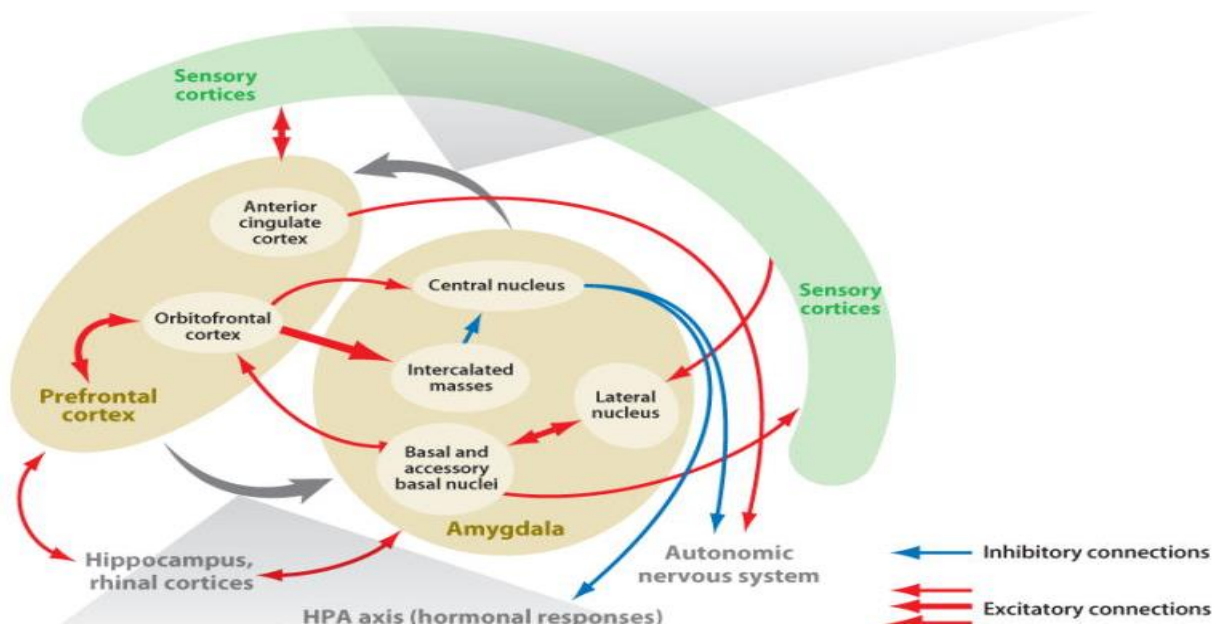 Sensory
cortices
Anterior
cingulate
cortex
Central nucleus
Sensory
cortices
Orbitofrontal
cortex
Intercalated
masses
Prefrontal
cortex
Lateral
nucleus
Basal and
accessory
basal nuclei
Amygdala
Hippocampus,
rhinal cortices
Autonomic
nervous system
Inhibitory connections
HPA axis (hormonal responses)
Excitatory connections